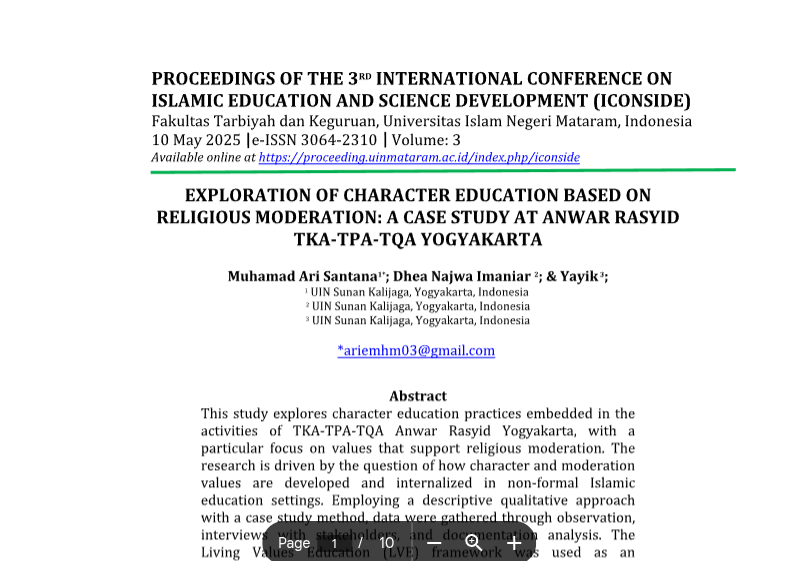 PROCEEDINGS OF THE 3RD INTERNATIONAL CONFERENCE ON
ISLAMIC EDUCATION AND SCIENCE DEVELOPMENT (ICONSIDE)
Fakultas Tarbiyah dan Keguruan, Universitas Islam Negeri Mataram, Indonesia
10 May 2025 |e-ISSN 3064-2310 | Volume: 3
Available online at https://proceeding.uinmataram.ac.id/index.php/iconside
EXPLORATION OF CHARACTER EDUCATION BASED ON
RELIGIOUS MODERATION: A CASE STUDY AT ANWAR RASYID
TKA-TPA-TQA YOGYAKARTA
Muhamad Ari Santana1*; Dhea Najwa Imaniar 2; & Yayik3;
1 UIN Sunan Kalijaga, Yogyakarta, Indonesia
2 UIN Sunan Kalijaga, Yogyakarta, Indonesia
3 UIN Sunan Kalijaga, Yogyakarta, Indonesia
*ariemhm03@gmail.com
Abstract
This study explores character education practices embedded in the
activities of TKA-TPA-TQA Anwar Rasyid Yogyakarta, with a
particular focus on values that support religious moderation. The
research is driven by the question of how character and moderation
values are developed and internalized in non-formal Islamic
education settings. Employing a descriptive qualitative approach
with a case study method, data were gathered through observation,
interviews with stakeholders, and documentation analysis. The
Living Values Education (LVE) framework was used as an
Page 1 / 10